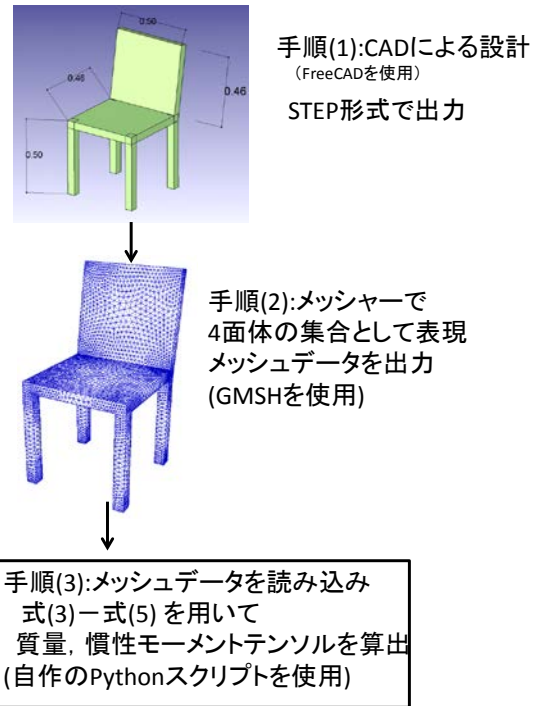 0.50
0.46
0.46
0.50
手順(1):CADによる設計
(FreeCADを使用)
STEP形式で出力
手順(2):メッシャーで
4面体の集合として表現
メッシュデータを出力
(GMSHを使用)
手順(3):メッシュデータを読み込み
式(3)－式(5) を用いて
質量，慣性モーメントテンソルを算出
(自作のPythonスクリプトを使用)